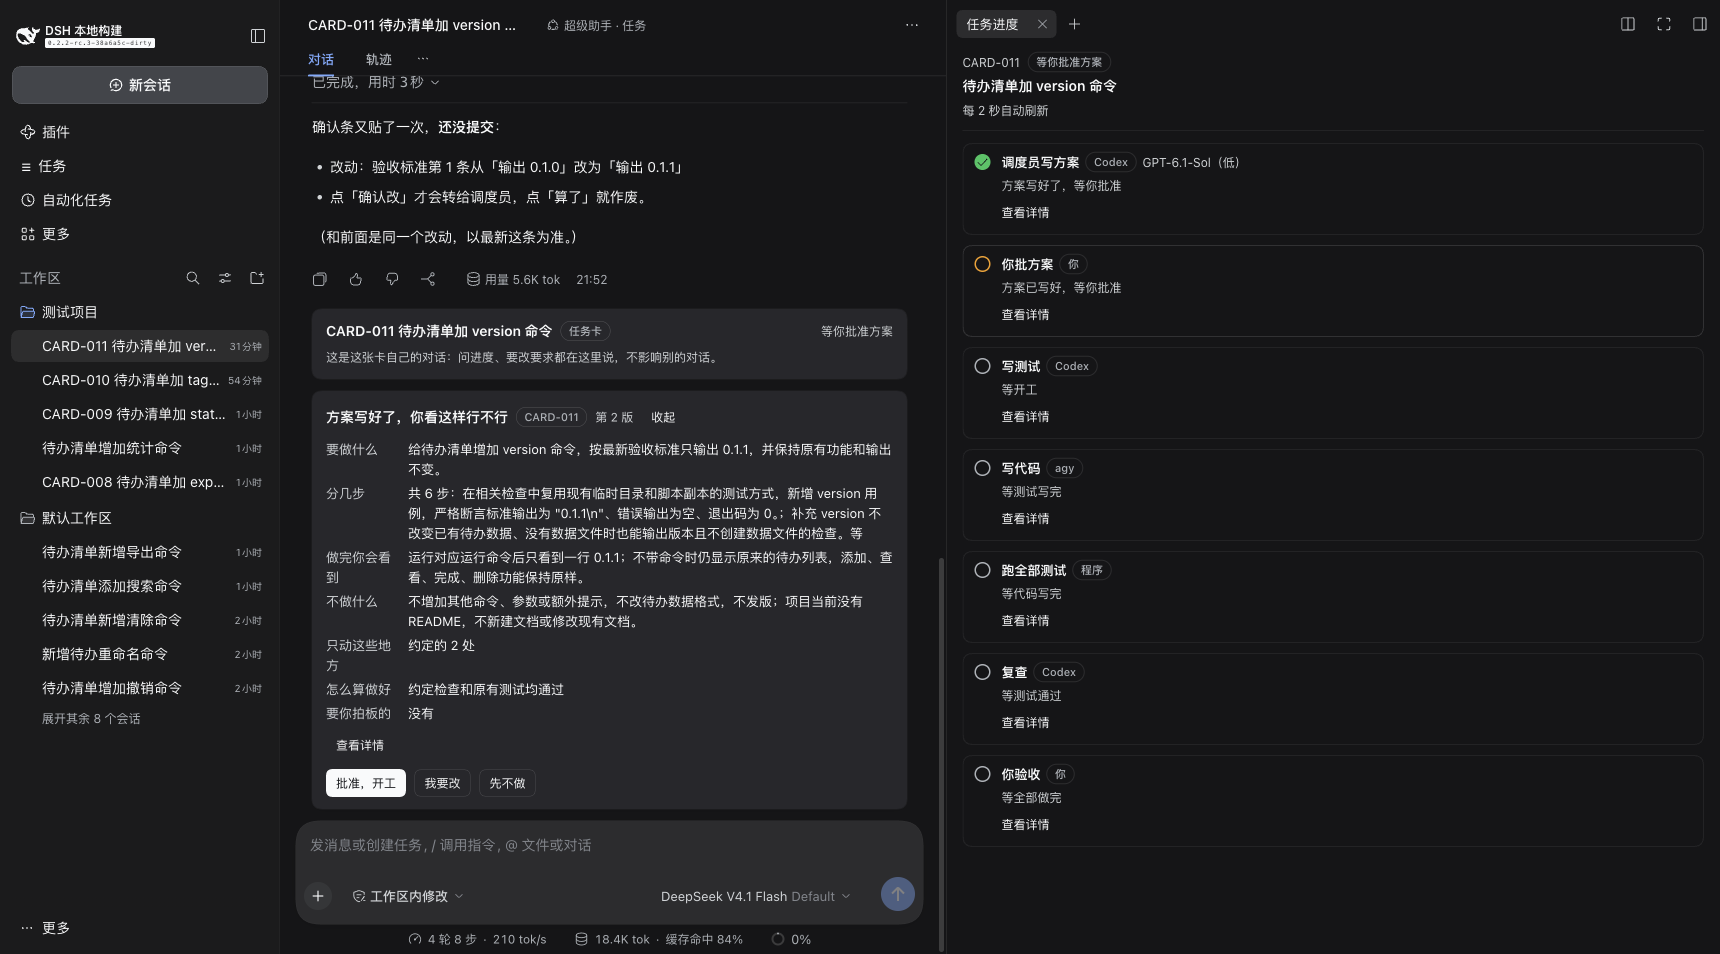 DSH 本地构建
0.2.2-rc.3-38a6a5c-dirty
新会话
插件
任务
自动化任务
更多
工作区
测试项目
CARD-011 待办清单加 ver... 31分钟
CARD-010 待办清单加 tag... 54分钟
CARD-009 待办清单加 stat... 1小时
待办清单增加统计命令 1小时
CARD-008 待办清单加 exp... 1小时
默认工作区
待办清单新增导出命令 1小时
待办清单添加搜索命令 1小时
待办清单新增清除命令 2小时
新增待办重命名命令 2小时
待办清单增加撤销命令 2小时
展开其余 8 个会话
更多
CARD-011 待办清单加 version ... 超级助手 · 任务
对话 轨迹
已完成，用时 3 秒
确认条又贴了一次，还没提交：
• 改动：验收标准第 1 条从「输出 0.1.0」改为「输出 0.1.1」
• 点「确认改」才会转给调度员，点「算了」就作废。
（和前面是同一个改动，以最新这条为准。）
用量 5.6K tok 21:52
CARD-011 待办清单加 version 命令 任务卡 等你批准方案
这是这张卡自己的对话：问进度、要改要求都在这里说，不影响别的对话。
方案写好了，你看这样行不行 CARD-011 第 2 版 收起
要做什么 给待办清单增加 version 命令，按最新验收标准只输出 0.1.1，并保持原有功能和输出
不变。
分几步 共 6 步：在相关检查中复用现有临时目录和脚本副本的测试方式，新增 version 用
例，严格断言标准输出为 "0.1.1\n"、错误输出为空、退出码为 0。；补充 version 不
改变已有待办数据、没有数据文件时也能输出版本且不创建数据文件的检查。等
做完你会看到 运行对应运行命令后只看到一行 0.1.1；不带命令时仍显示原来的待办列表，添加、查
看、完成、删除功能保持原样。
不做什么 不增加其他命令、参数或额外提示，不改待办数据格式，不发版；项目当前没有
README，不新建文档或修改现有文档。
只动这些地方 约定的 2 处
怎么算做好 约定检查和原有测试均通过
要你拍板的 没有
查看详情
批准，开工 我要改 先不做
发消息或创建任务，/ 调用指令，@ 文件或对话
工作区内修改 DeepSeek V4.1 Flash Default
4 轮 8 步 · 210 tok/s 18.4K tok · 缓存命中 84% 0%
任务进度
CARD-011 等你批准方案
待办清单加 version 命令
每 2 秒自动刷新
调度员写方案 Codex GPT-6.1-Sol（低）
方案写好了，等你批准
查看详情
你批方案 你
方案已写好，等你批准
查看详情
写测试 Codex
等开工
查看详情
写代码 agy
等测试写完
查看详情
跑全部测试 程序
等代码写完
查看详情
复查 Codex
等测试通过
查看详情
你验收 你
等全部做完
查看详情